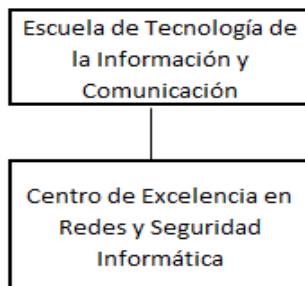 Escuela de Tecnología de
la Información y
Comunicación
Centro de Excelencia en
Redes y Seguridad
Informática